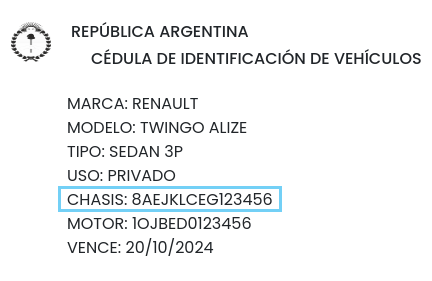 REPÚBLICA ARGENTINA
CÉDULA DE IDENTIFICACIÓN DE VEHÍCULOS
MARCA: RENAULT
MODELO: TWINGO ALIZE
TIPO: SEDAN 3P
USO: PRIVADO
CHASIS: 8AEJKLCEG123456
MOTOR: 1OJBED0123456
VENCE: 20/10/2024